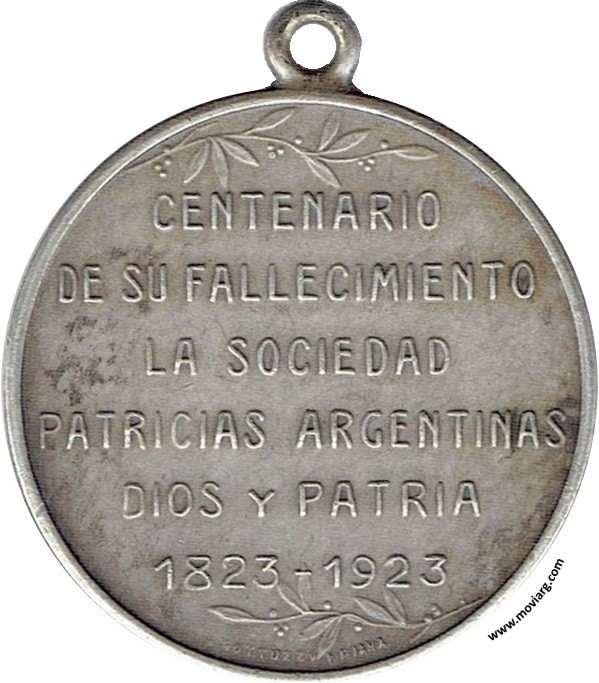 CENTENARIO
DE SU FALLECIMIENTO
LA SOCIEDAD
PATRICIAS ARGENTINAS
DIOS Y PATRIA
1823-1923
www.moviarg.com